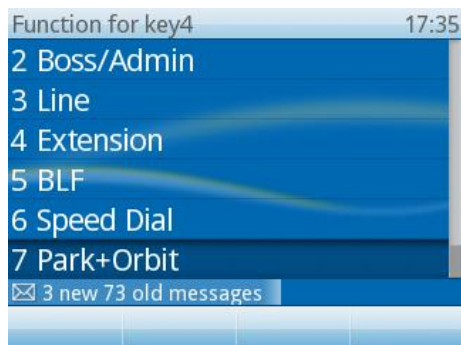 Function for key4 17:35
2 Boss/Admin
3 Line
4 Extension
5 BLF
6 Speed Dial
7 Park+Orbit
3 new 73 old messages